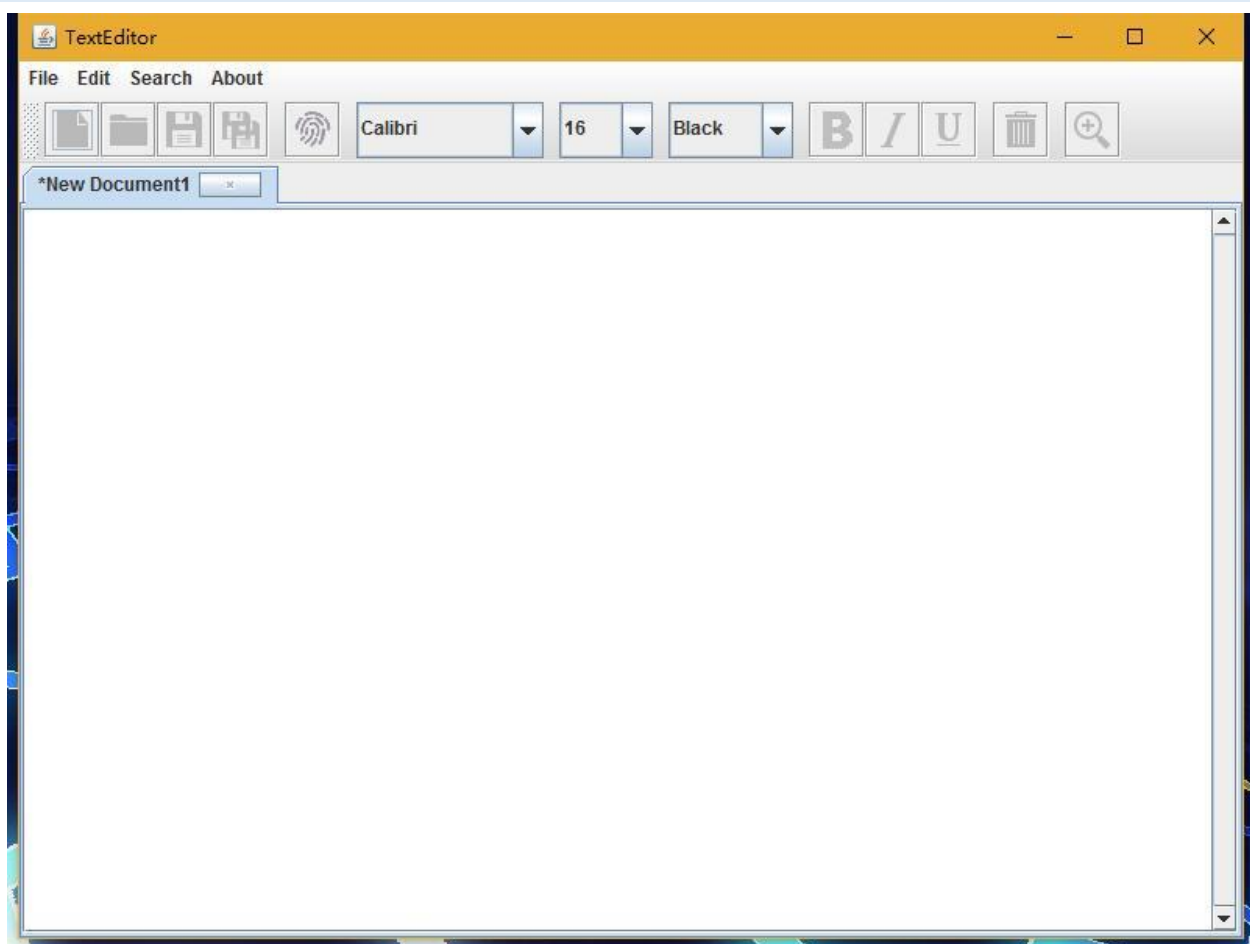 TextEditor
File Edit Search About
Calibri 16 Black B I U
*New Document1 ×